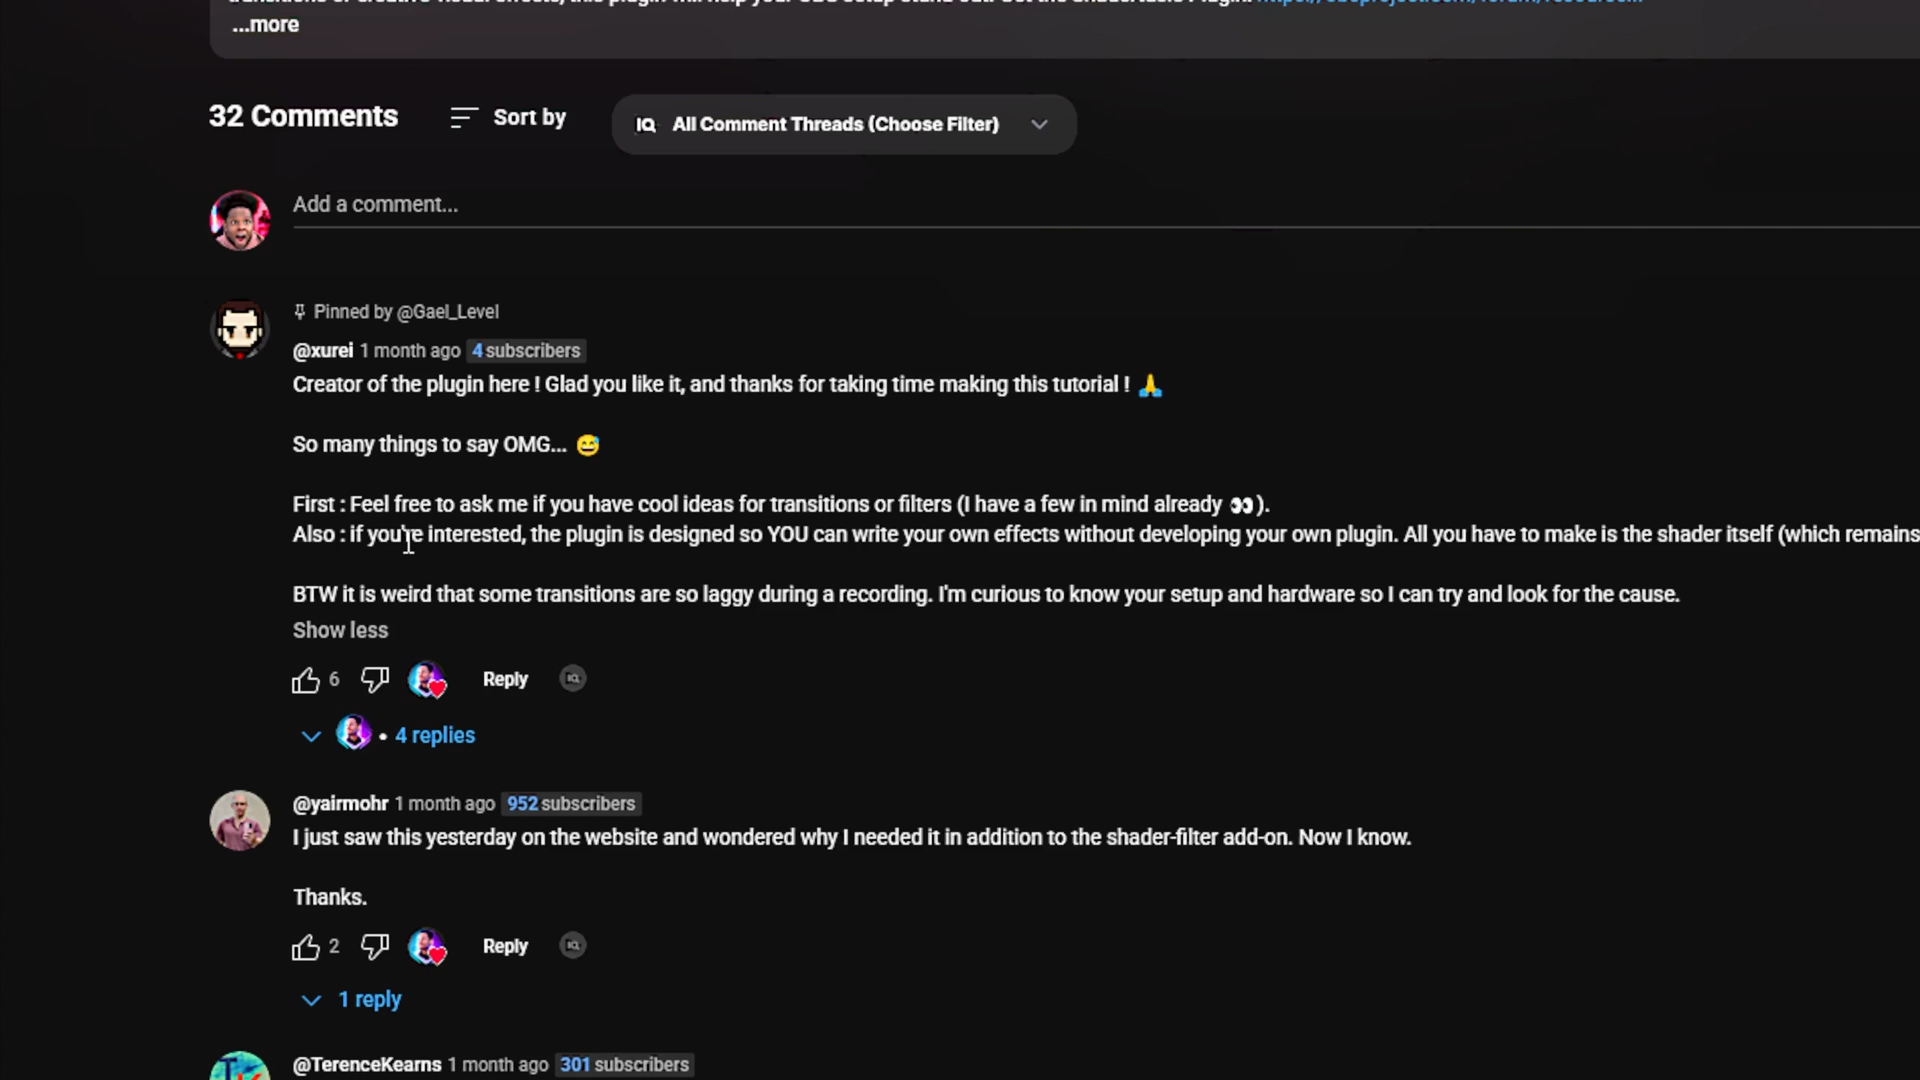 ...more
32 Comments
Sort by
IQ All Comment Threads (Choose Filter)
Add a comment...
Pinned by @Gael_Level
@xurei 1 month ago 4 subscribers
Creator of the plugin here ! Glad you like it, and thanks for taking time making this tutorial ! 🙏
So many things to say OMG... 😅
First : Feel free to ask me if you have cool ideas for transitions or filters (I have a few in mind already 👀).
Also : if you're interested, the plugin is designed so YOU can write your own effects without developing your own plugin. All you have to make is the shader itself (which remains
BTW it is weird that some transitions are so laggy during a recording. I'm curious to know your setup and hardware so I can try and look for the cause.
Show less
6 Reply IQ
• 4 replies
@yairmohr 1 month ago 952 subscribers
I just saw this yesterday on the website and wondered why I needed it in addition to the shader-filter add-on. Now I know.
Thanks.
2 Reply IQ
1 reply
@TerenceKearns 1 month ago 301 subscribers